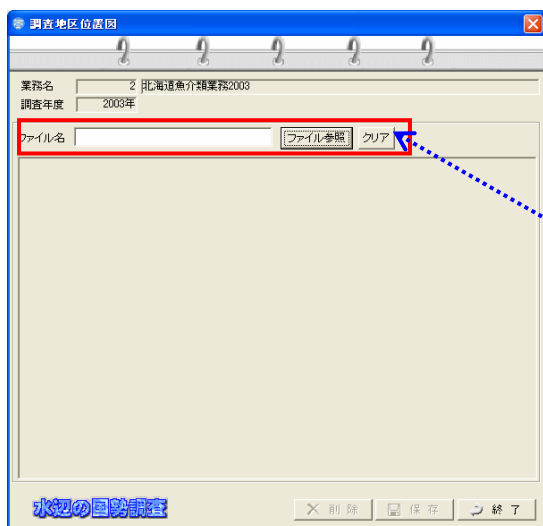 調査地区位置図
業務名 2 北海道魚介類業務2003
調査年度 2003年
ファイル名 ファイル参照 クリア
水辺の国勢調査 削除 保存 終了